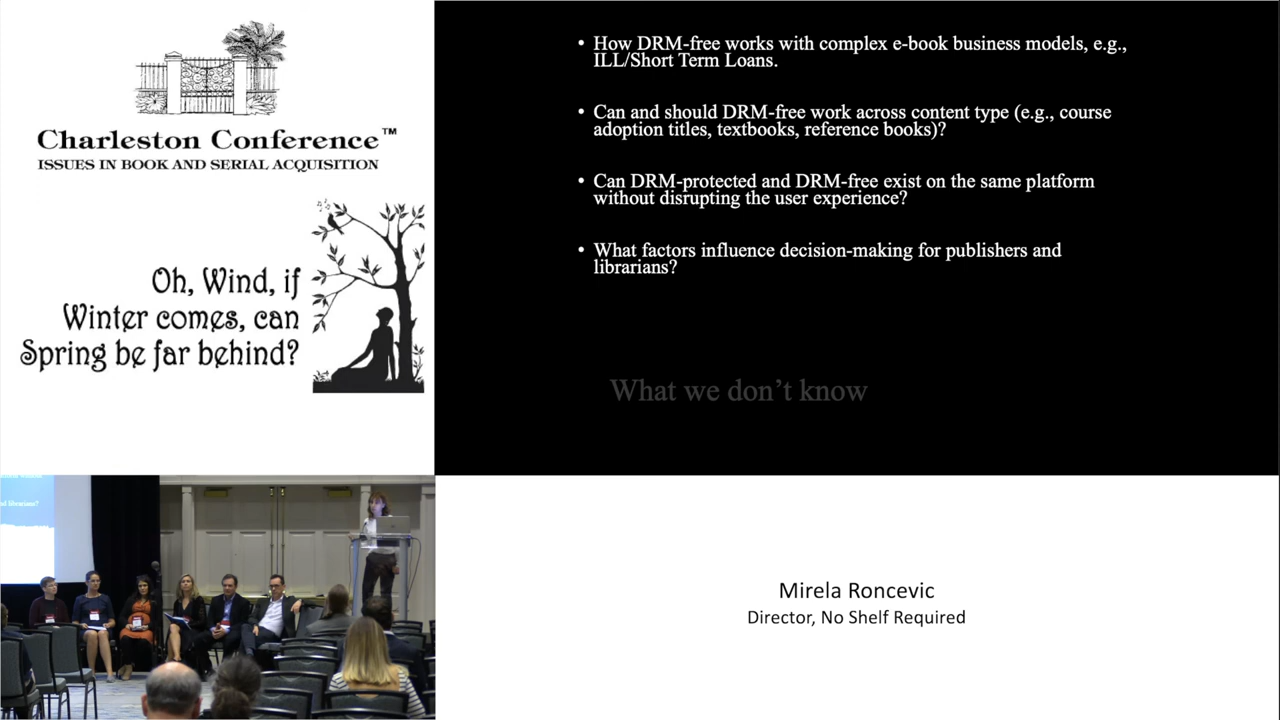 Charleston Conference™
ISSUES IN BOOK AND SERIAL ACQUISITION
Oh, Wind, if
Winter comes, can
Spring be far behind?
• How DRM-free works with complex e-book business models, e.g.,
ILL/Short Term Loans.
• Can and should DRM-free work across content type (e.g., course
adoption titles, textbooks, reference books)?
• Can DRM-protected and DRM-free exist on the same platform
without disrupting the user experience?
• What factors influence decision-making for publishers and
librarians?
What we don’t know
nd librarians?
Mirela Roncevic
Director, No Shelf Required